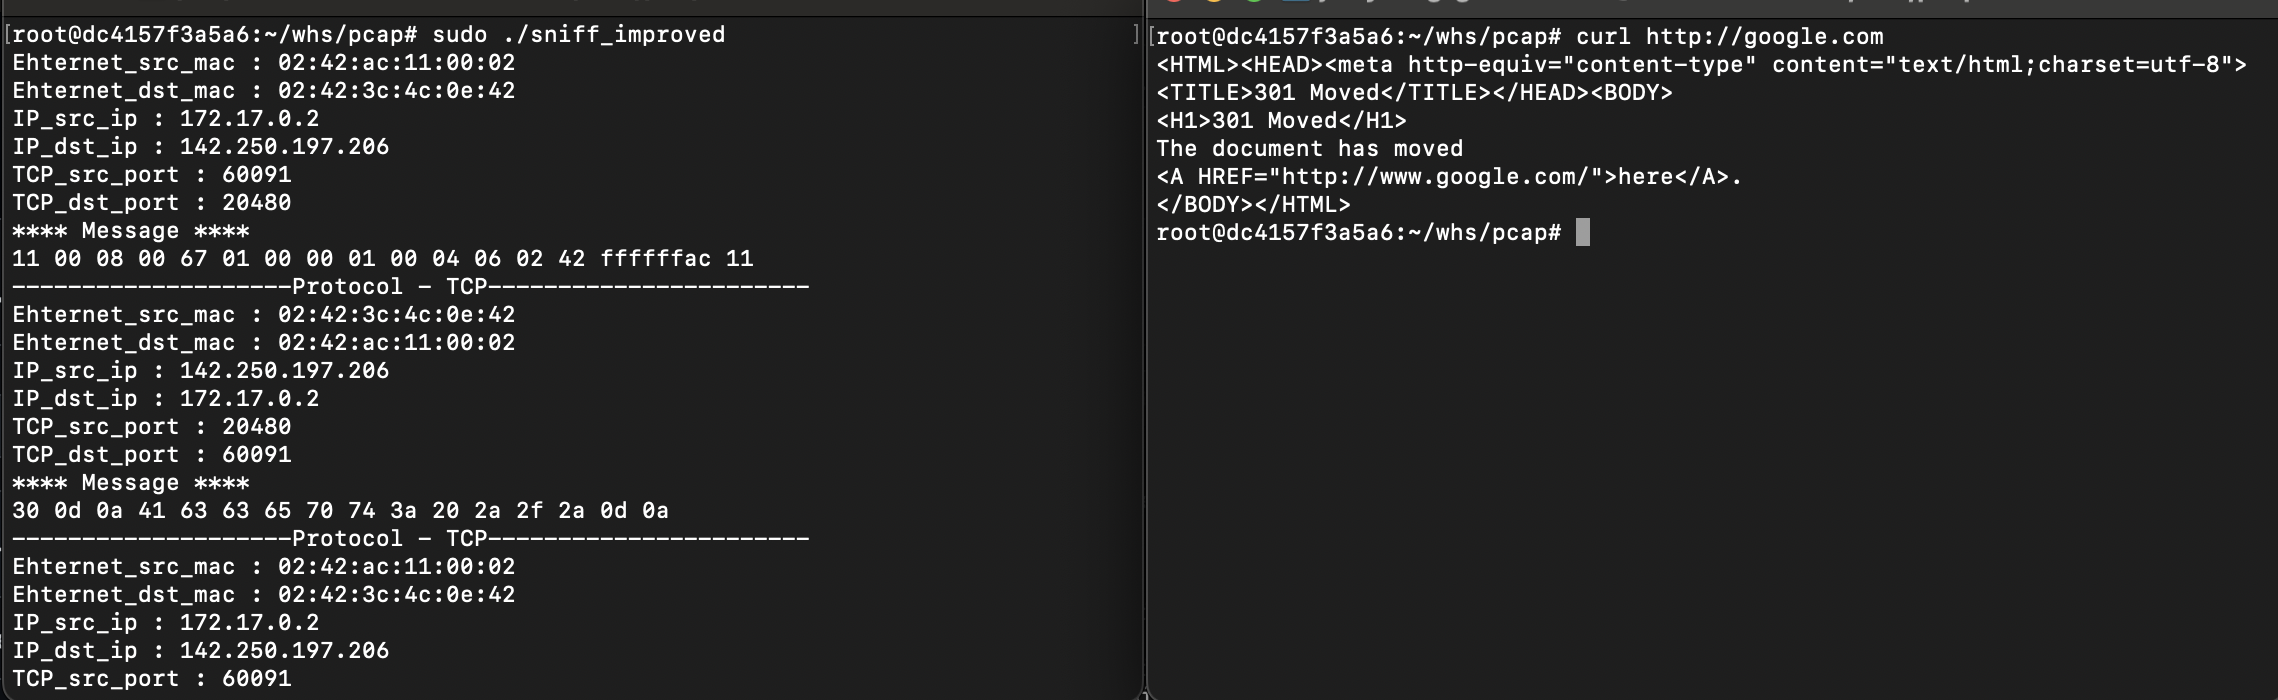 [root@dc4157f3a5a6:~/whs/pcap# sudo ./sniff_improved ]
Ehternet_src_mac : 02:42:ac:11:00:02
Ehternet_dst_mac : 02:42:3c:4c:0e:42
IP_src_ip : 172.17.0.2
IP_dst_ip : 142.250.197.206
TCP_src_port : 60091
TCP_dst_port : 20480
**** Message ****
11 00 08 00 67 01 00 00 01 00 04 06 02 42 ffffffac 11
--------------------Protocol - TCP-----------------------
Ehternet_src_mac : 02:42:3c:4c:0e:42
Ehternet_dst_mac : 02:42:ac:11:00:02
IP_src_ip : 142.250.197.206
IP_dst_ip : 172.17.0.2
TCP_src_port : 20480
TCP_dst_port : 60091
**** Message ****
30 0d 0a 41 63 63 65 70 74 3a 20 2a 2f 2a 0d 0a
--------------------Protocol - TCP-----------------------
Ehternet_src_mac : 02:42:ac:11:00:02
Ehternet_dst_mac : 02:42:3c:4c:0e:42
IP_src_ip : 172.17.0.2
IP_dst_ip : 142.250.197.206
TCP_src_port : 60091
[root@dc4157f3a5a6:~/whs/pcap# curl http://google.com
<HTML><HEAD><meta http-equiv="content-type" content="text/html;charset=utf-8">
<TITLE>301 Moved</TITLE></HEAD><BODY>
<H1>301 Moved</H1>
The document has moved
<A HREF="http://www.google.com/">here</A>.
</BODY></HTML>
root@dc4157f3a5a6:~/whs/pcap#